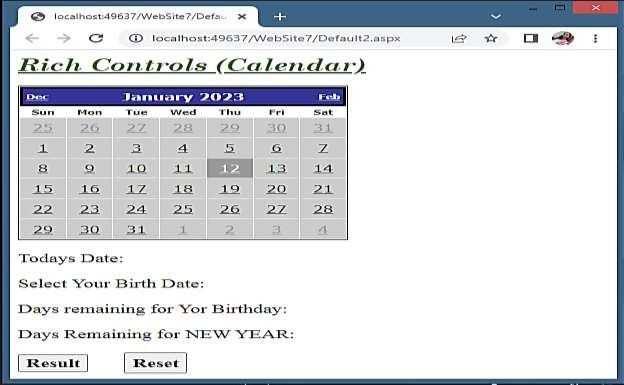 localhost:49637/WebSite7/Defau
localhost:49637/WebSite7/Default2.aspx
Rich Controls (Calendar)
Dec January 2023 Feb
Sun Mon Tue Wed Thu Fri Sat
25 26 27 28 29 30 31
1 2 3 4 5 6 7
8 9 10 11 12 13 14
15 16 17 18 19 20 21
22 23 24 25 26 27 28
29 30 31 1 2 3 4
Todays Date:
Select Your Birth Date:
Days remaining for Yor Birthday:
Days Remaining for NEW YEAR:
Result Reset